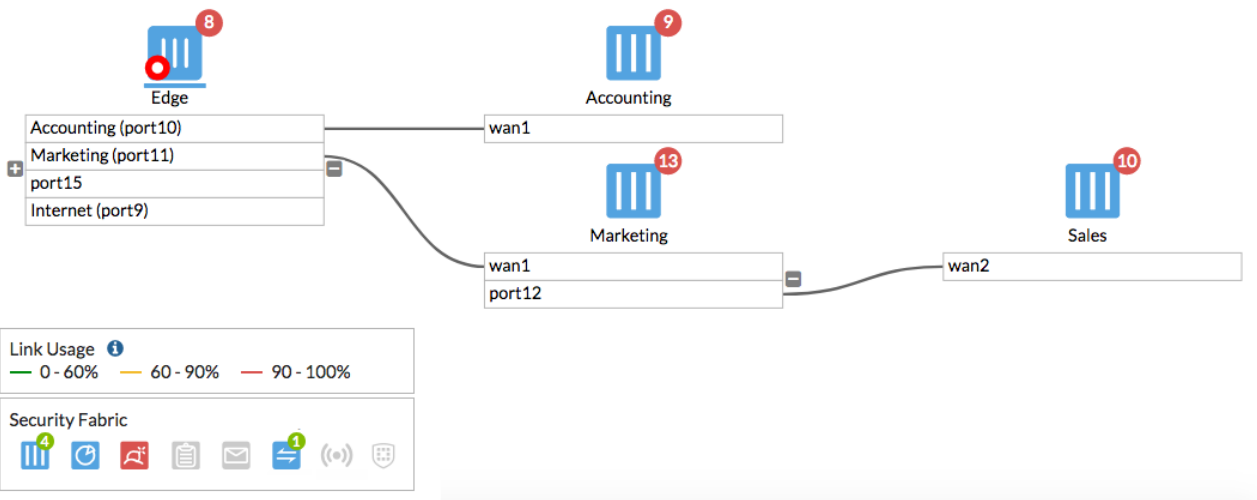 8
Edge
Accounting (port10)
Marketing (port11)
port15
Internet (port9)
9
Accounting
wan1
13
Marketing
wan1
port12
10
Sales
wan2
Link Usage
0 - 60% 60 - 90% 90 - 100%
Security Fabric
4 1